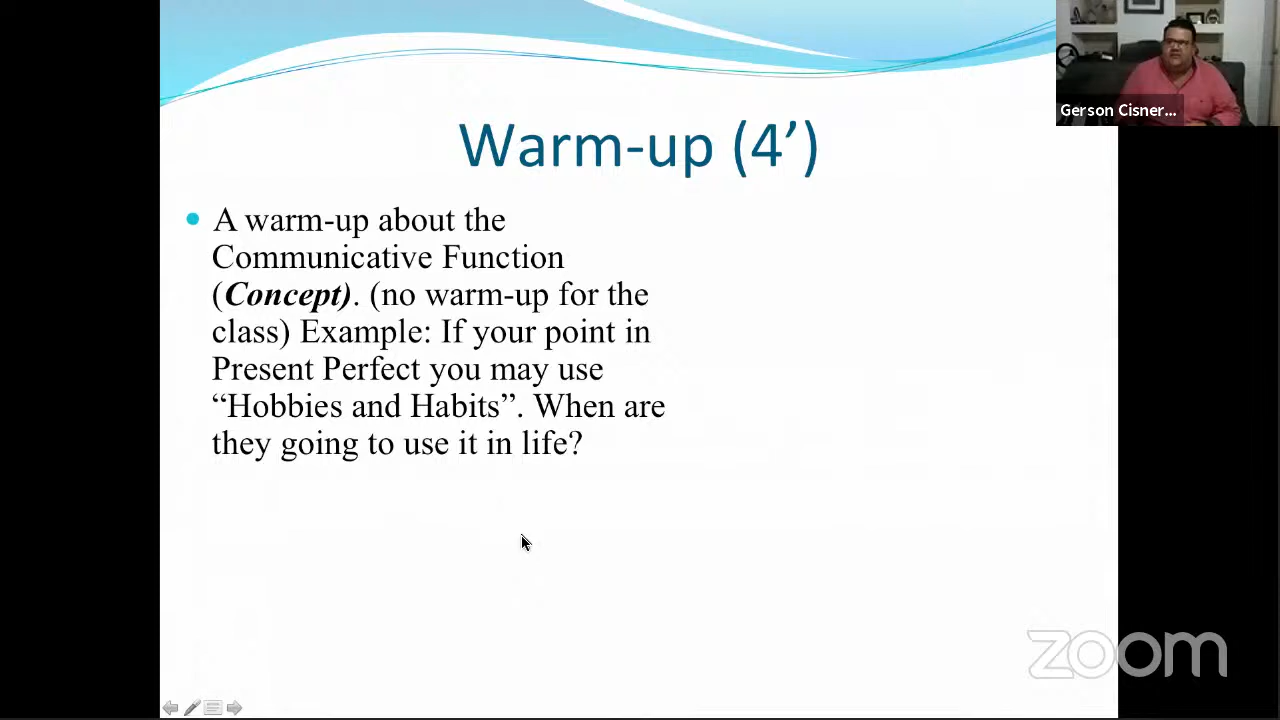 Gerson Cisner...
Warm-up (4’)
A warm-up about the
Communicative Function
(Concept). (no warm-up for the
class) Example: If your point in
Present Perfect you may use
“Hobbies and Habits”. When are
they going to use it in life?
zoom